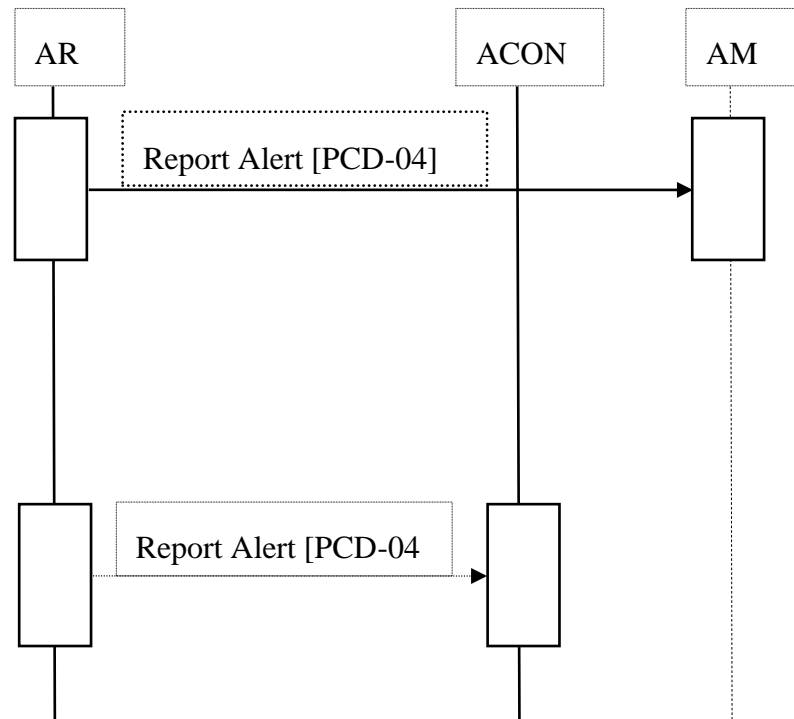 AR
ACON
AM
Report Alert [PCD-04]
Report Alert [PCD-04